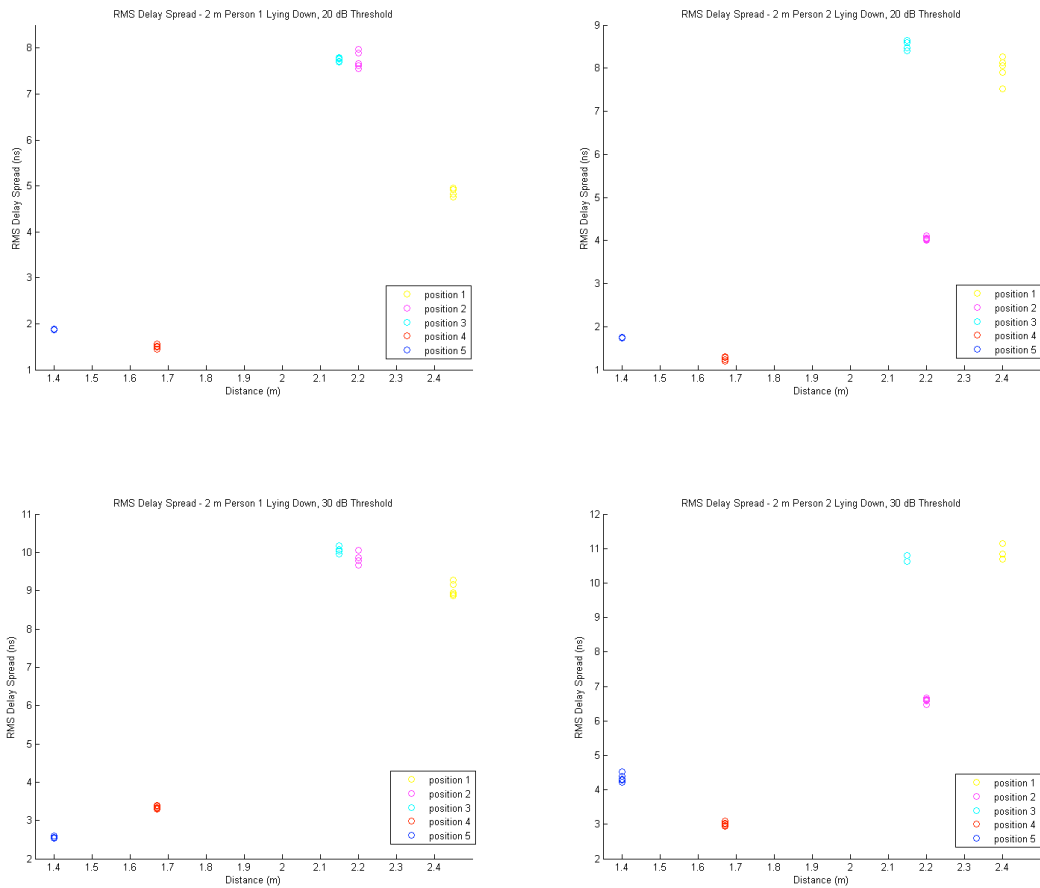 RMS Delay Spread - 2 m Person 1 Lying Down, 20 dB Threshold
RMS Delay Spread (ns)
8
7
6
5
4
3
2
1
1.4 1.5 1.6 1.7 1.8 1.9 2 2.1 2.2 2.3 2.4
Distance (m)
position 1
position 2
position 3
position 4
position 5
RMS Delay Spread - 2 m Person 2 Lying Down, 20 dB Threshold
RMS Delay Spread (ns)
9
8
7
6
5
4
3
2
1
1.4 1.5 1.6 1.7 1.8 1.9 2 2.1 2.2 2.3 2.4
Distance (m)
position 1
position 2
position 3
position 4
position 5
RMS Delay Spread - 2 m Person 1 Lying Down, 30 dB Threshold
RMS Delay Spread (ns)
11
10
9
8
7
6
5
4
3
2
1.4 1.5 1.6 1.7 1.8 1.9 2 2.1 2.2 2.3 2.4
Distance (m)
position 1
position 2
position 3
position 4
position 5
RMS Delay Spread - 2 m Person 2 Lying Down, 30 dB Threshold
RMS Delay Spread (ns)
12
11
10
9
8
7
6
5
4
3
2
1.4 1.5 1.6 1.7 1.8 1.9 2 2.1 2.2 2.3 2.4
Distance (m)
position 1
position 2
position 3
position 4
position 5